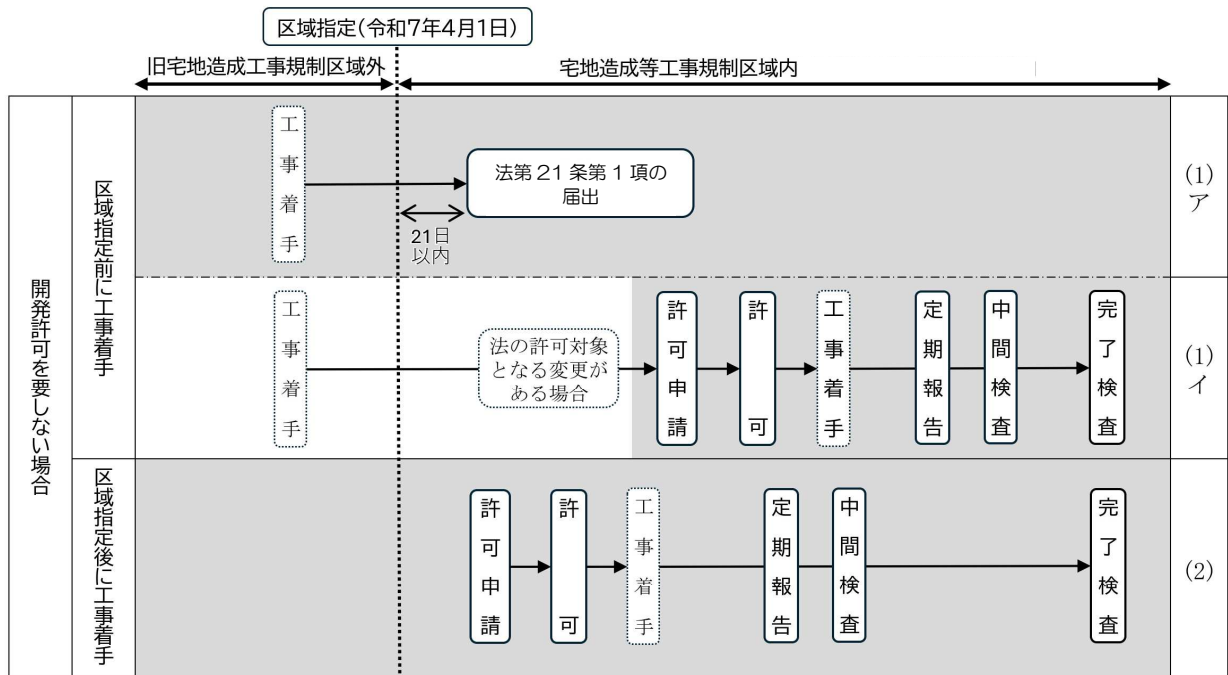 区域指定(令和7年4月1日)
旧宅地造成工事規制区域外
宅地造成等工事規制区域内
開発許可を要しない場合
区域指定前に工事着手
工事着手
法第21条第1項の
届出
21日
以内
(1)
ア
工事着手
法の許可対象
となる変更が
ある場合
許可申請
許可
工事着手
定期報告
中間検査
完了検査
(1)
イ
区域指定後に工事着手
許可申請
許可
工事着手
定期報告
中間検査
完了検査
(2)